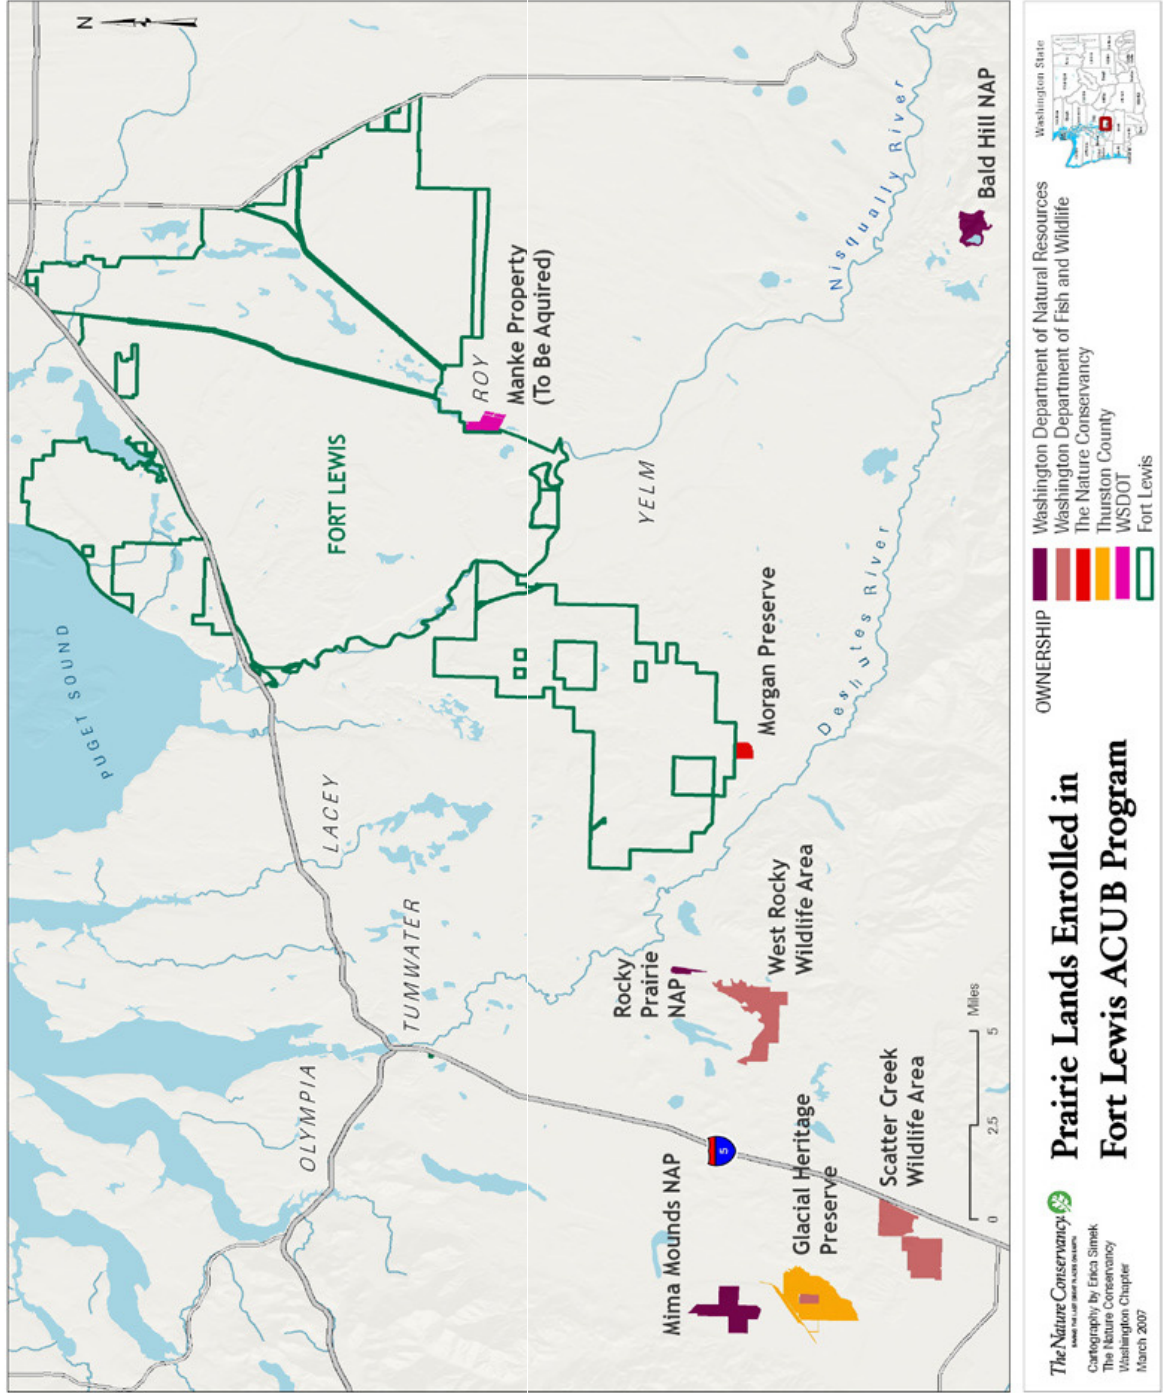 N
PUGET SOUND
FORT LEWIS
ROY
Manke Property
(To Be Aquired)
YELM
LACEY
TUMWATER
OLYMPIA
Nisqually River
Deshutes River
Bald Hill NAP
Morgan Preserve
Rocky
Prairie
NAP
West Rocky
Wildlife Area
Mima Mounds NAP
Glacial Heritage
Preserve
Scatter Creek
Wildlife Area
5
0
2.5
5
Miles
The Nature Conservancy
Cartography by Erica Simek
The Nature Conservancy
Washington Chapter
March 2007
Prairie Lands Enrolled in
Fort Lewis ACUB Program
OWNERSHIP
Washington Department of Natural Resources
Washington Department of Fish and Wildlife
The Nature Conservancy
Thurston County
WSDOT
Fort Lewis
Washington State